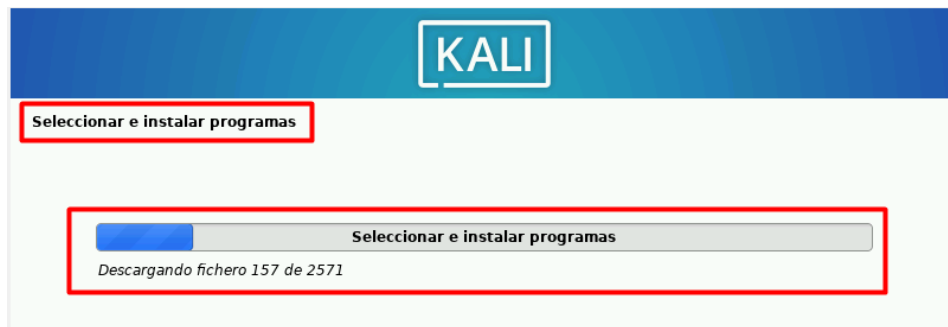 KALI
Seleccionar e instalar programas
Seleccionar e instalar programas
Descargando fichero 157 de 2571